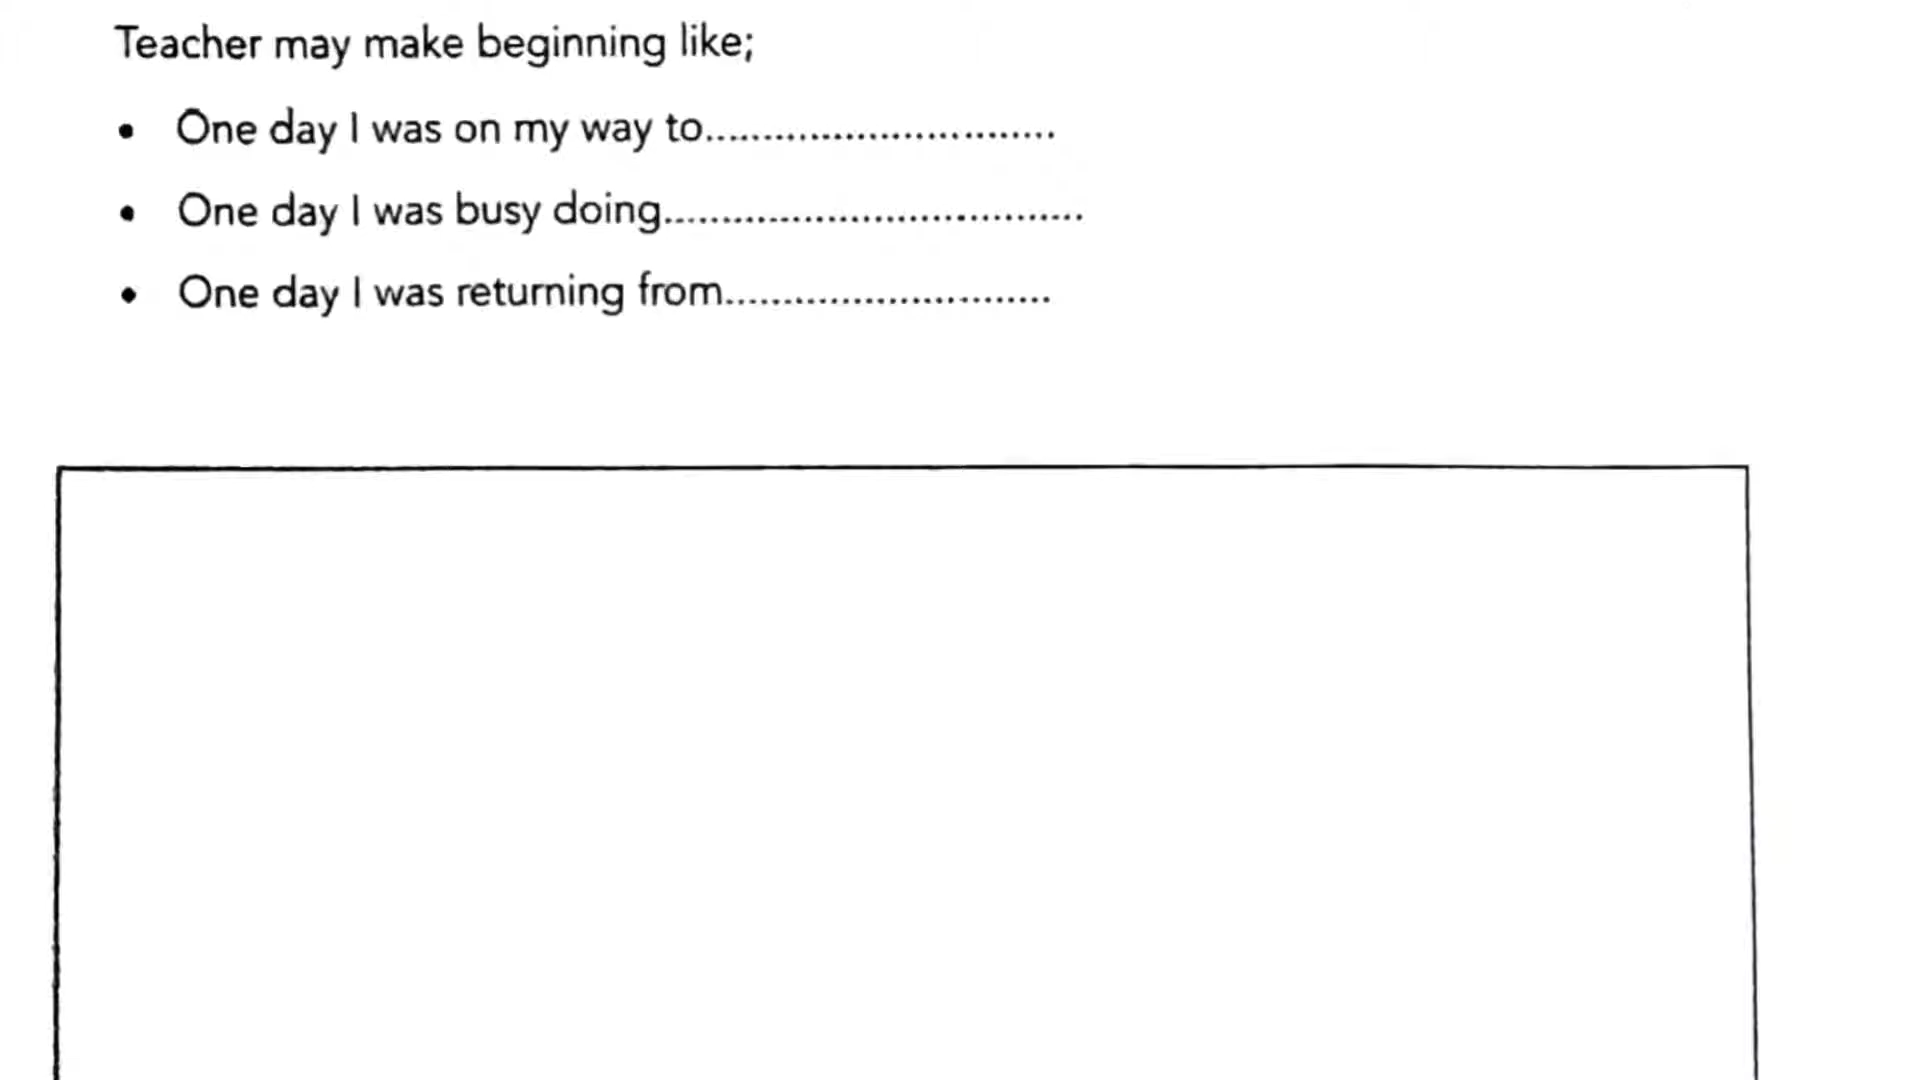 Teacher may make beginning like;
• One day I was on my way to..............................
• One day I was busy doing....................................
• One day I was returning from............................